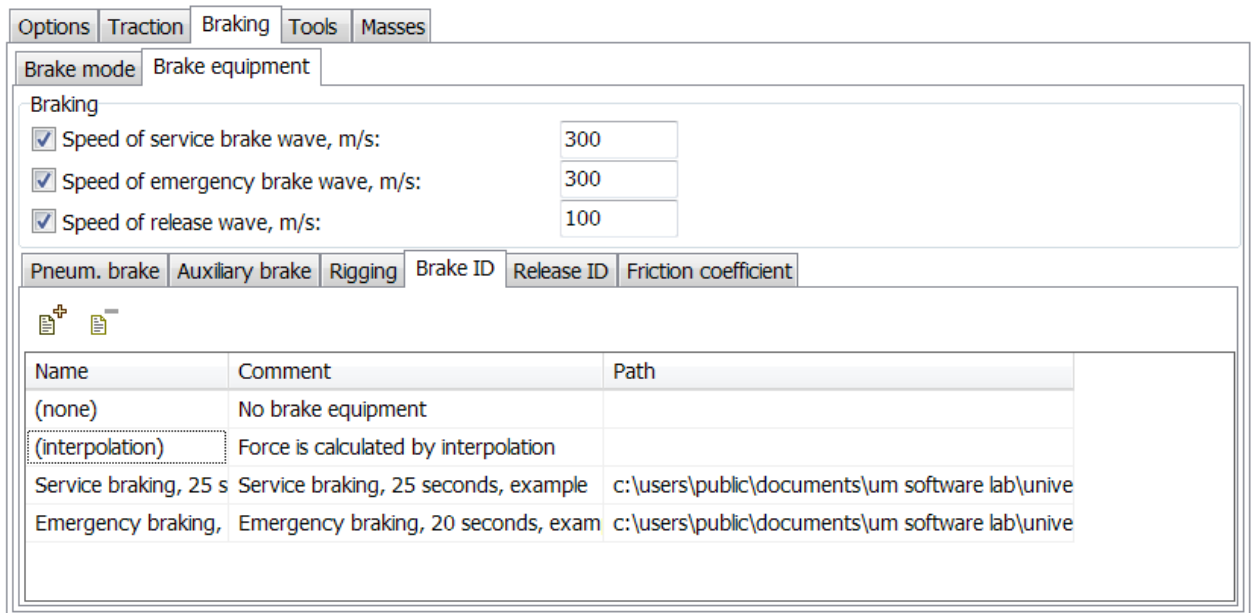 Options Traction Braking Tools Masses
Brake mode Brake equipment
Braking
Speed of service brake wave, m/s: 300
Speed of emergency brake wave, m/s: 300
Speed of release wave, m/s: 100
Pneum. brake Auxiliary brake Rigging Brake ID Release ID Friction coefficient
Name Comment Path
(none) No brake equipment
(interpolation) Force is calculated by interpolation
Service braking, 25 s Service braking, 25 seconds, example c:\users\public\documents\um software lab\unive
Emergency braking, Emergency braking, 20 seconds, exam c:\users\public\documents\um software lab\unive